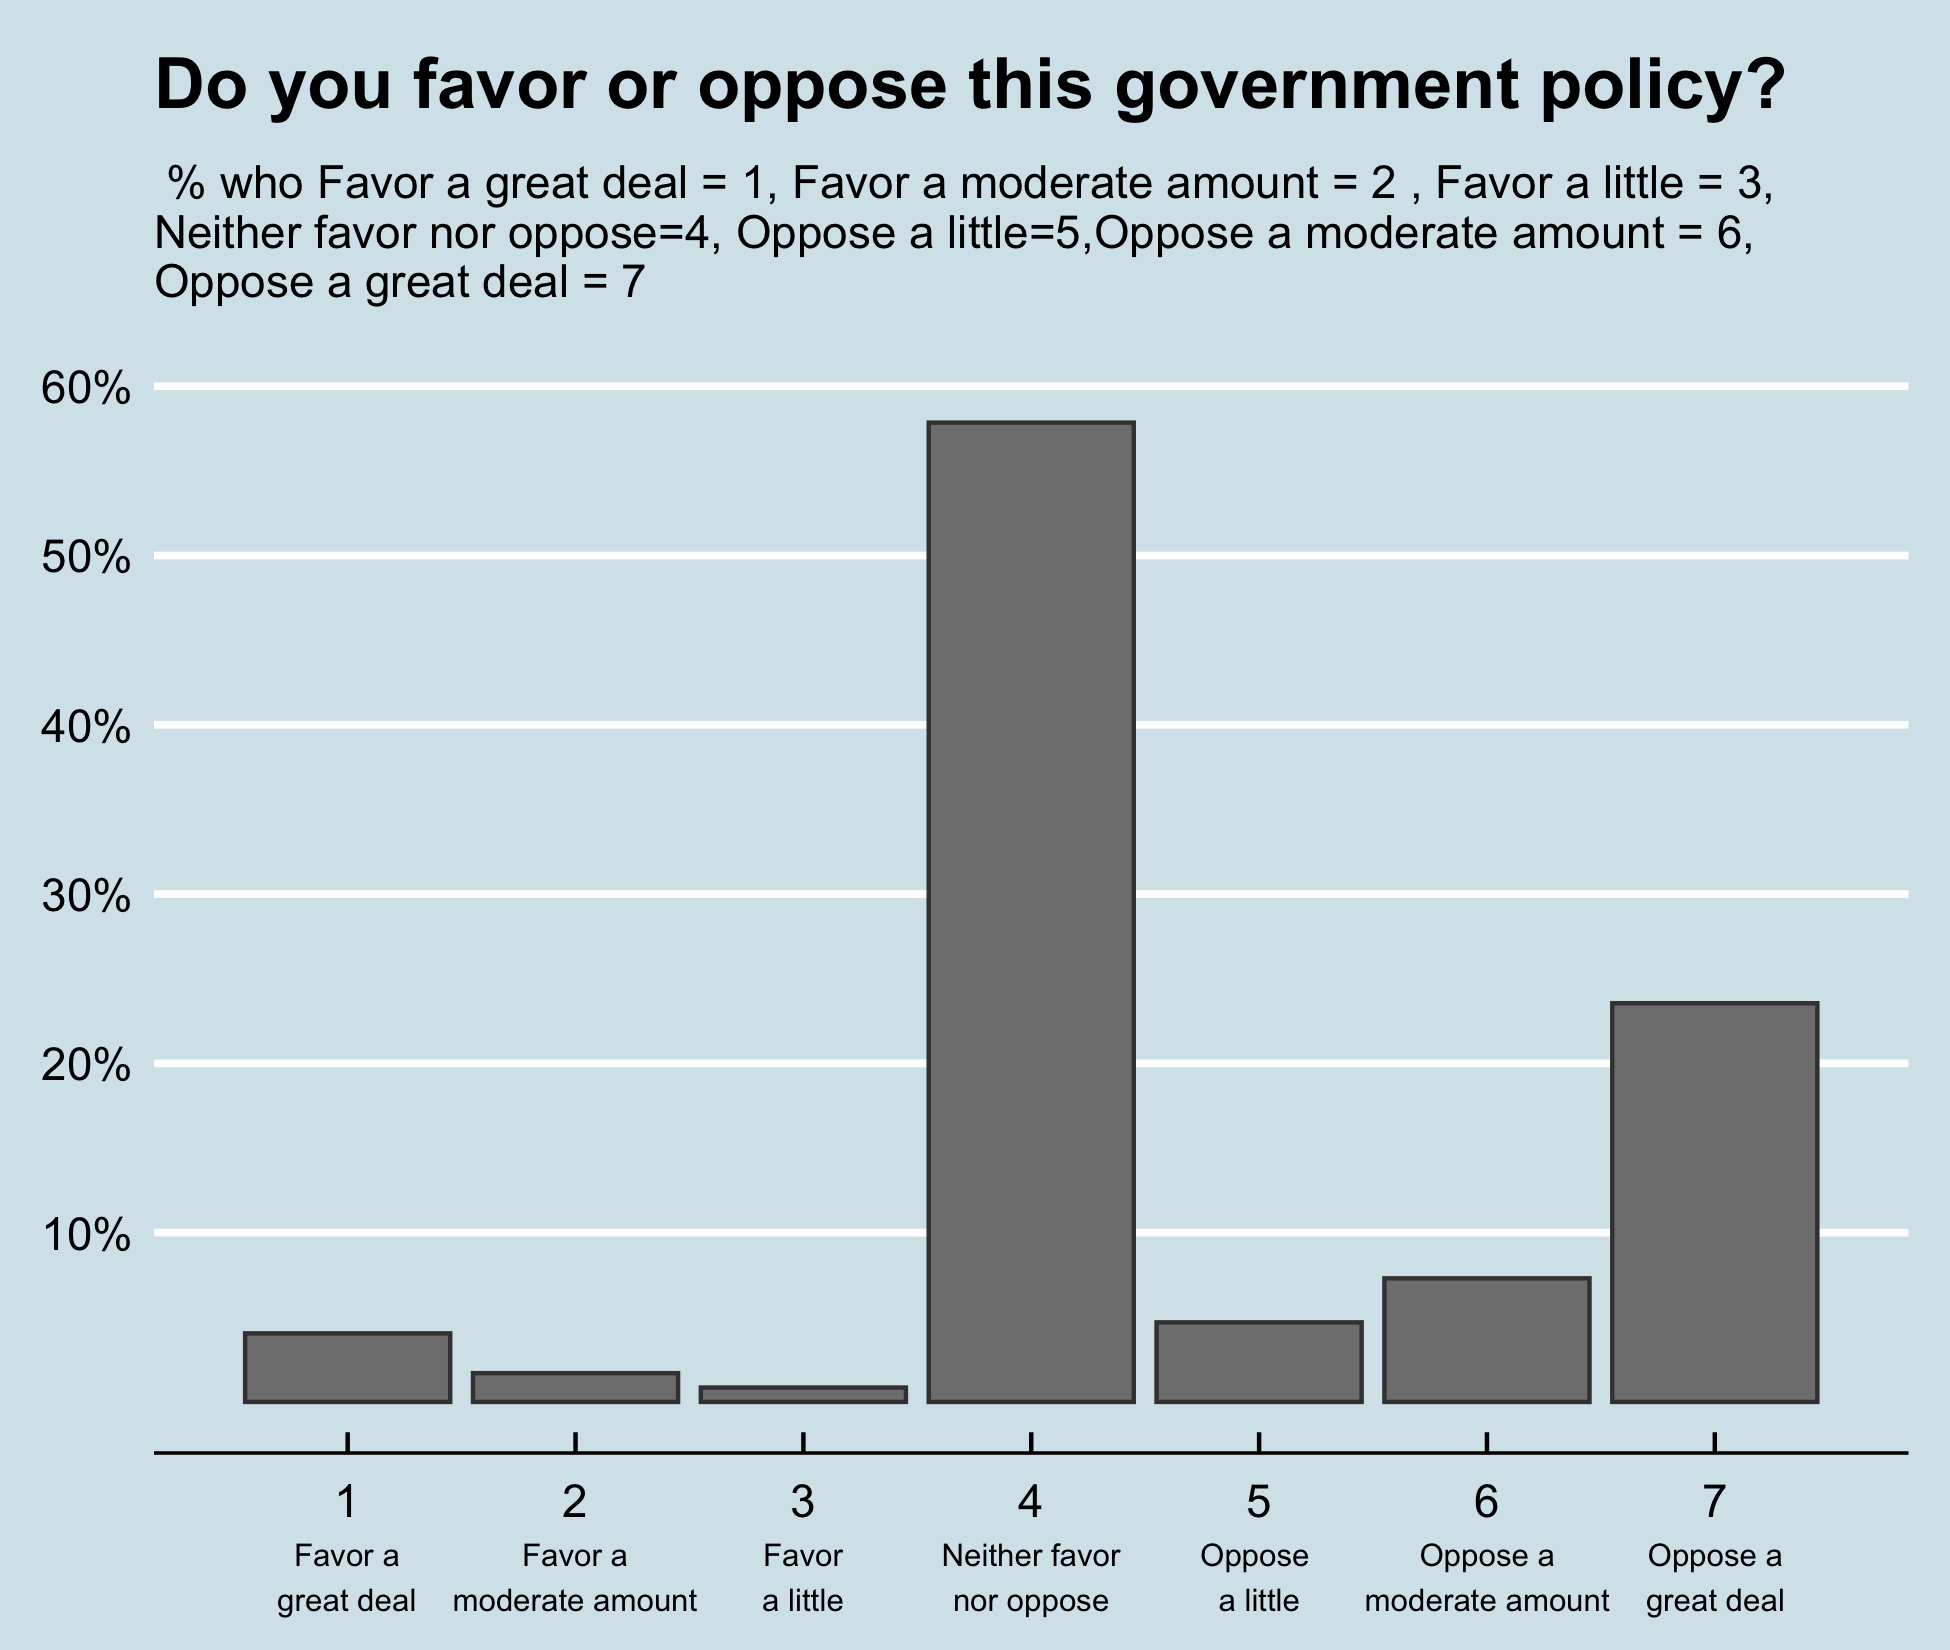 Do you favor or oppose this government policy?
% who Favor a great deal = 1, Favor a moderate amount = 2 , Favor a little = 3,
Neither favor nor oppose=4, Oppose a little=5,Oppose a moderate amount = 6,
Oppose a great deal = 7
60%
50%
40%
30%
20%
10%
1 2 3 4 5 6 7
Favor a Favor a Favor Neither favor Oppose Oppose a Oppose a
great deal moderate amount a little nor oppose a little moderate amount great deal